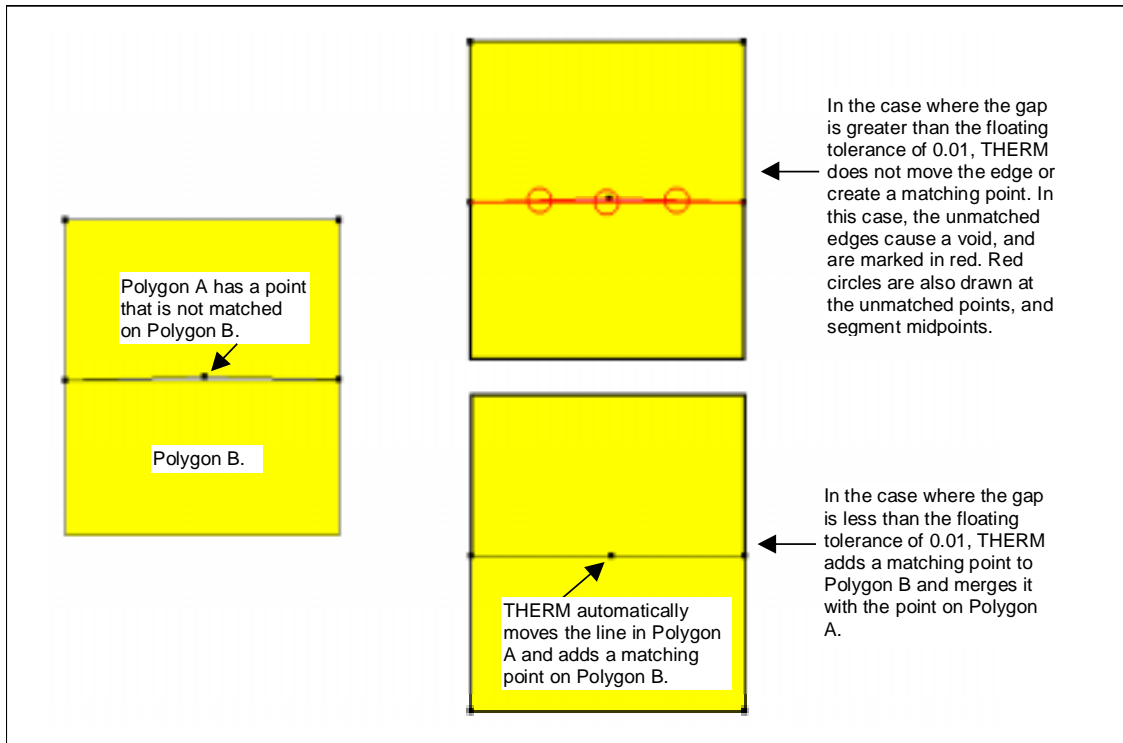 Polygon A has a point
that is not matched
on Polygon B.
Polygon B.
In the case where the gap
is greater than the floating
tolerance of 0.01, THERM
does not move the edge or
create a matching point. In
this case, the unmatched
edges cause a void, and
are marked in red. Red
circles are also drawn at
the unmatched points, and
segment midpoints.
THERM automatically
moves the line in Polygon
A and adds a matching
point on Polygon B.
In the case where the gap
is less than the floating
tolerance of 0.01, THERM
adds a matching point to
Polygon B and merges it
with the point on Polygon
A.